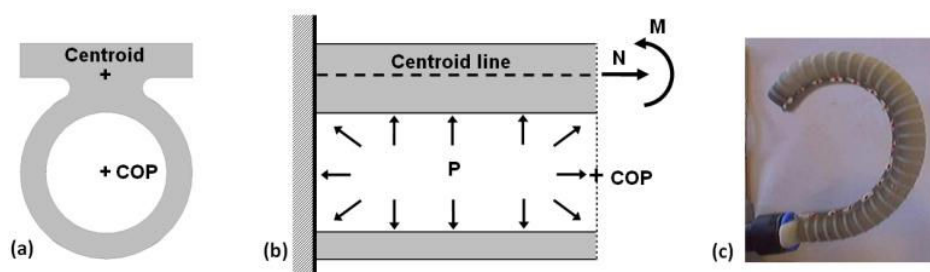 Centroid
+
+ COP
(a)
(b)
Centroid line
M
N
P
+
COP
(c)